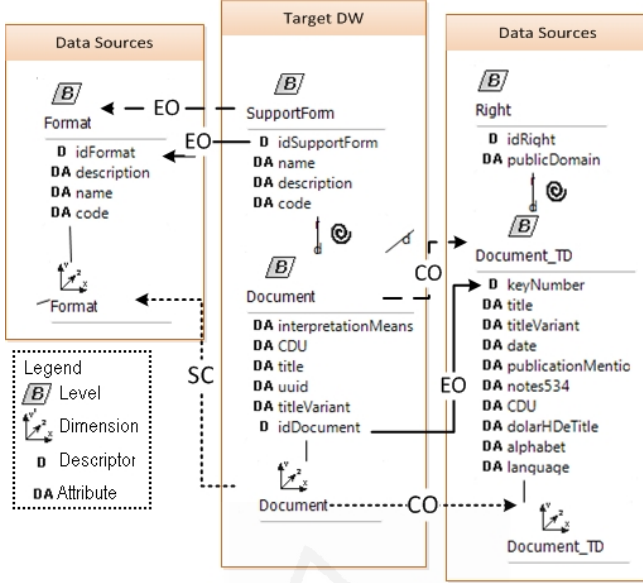 Data Sources
B
Format
D idFormat
DA description
DA name
DA code
Format
Legend
B Level
Dimension
D Descriptor
DA Attribute
Target DW
B
SupportForm
D idSupportForm
DA name
DA description
DA code
r
d
B
Document
DA interpretationMeans
DA CDU
DA title
DA uuid
DA titleVariant
D idDocument
Document
EO
EO
SC
d
CO
EO
CO
Data Sources
B
Right
D idRight
DA publicDomain
r
d
B
Document_TD
D keyNumber
DA title
DA titleVariant
DA date
DA publicationMentio
DA notes534
DA CDU
DA dolarHDeTitle
DA alphabet
DA language
Document_TD